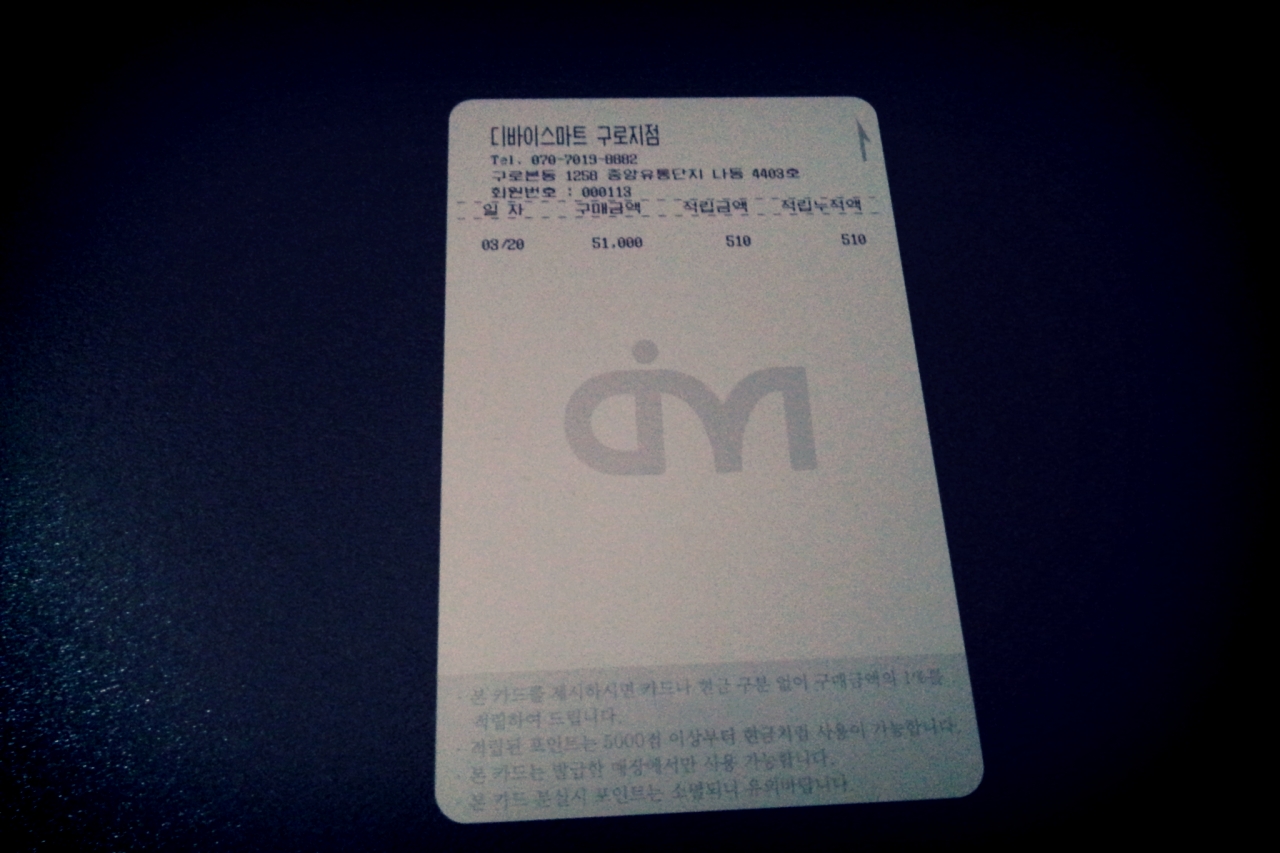 디바이스마트 구로지점
Tel. 070-7019-8882
구로본동 1258 중앙유통단지 나동 4403호
회원번호 : 000113
일 자 구매금액 적립금액 적립누적액
03/20 51,000 510 510
· 본 카드를 제시하시면 카드나 현금 구분 없이 구매금액의 1%를
적립하여 드립니다.
· 적립된 포인트는 5000점 이상부터 현금처럼 사용이 가능합니다.
· 본 카드는 발급한 매장에서만 사용 가능합니다.
· 본 카드 분실시 포인트는 소멸되니 유의바랍니다.